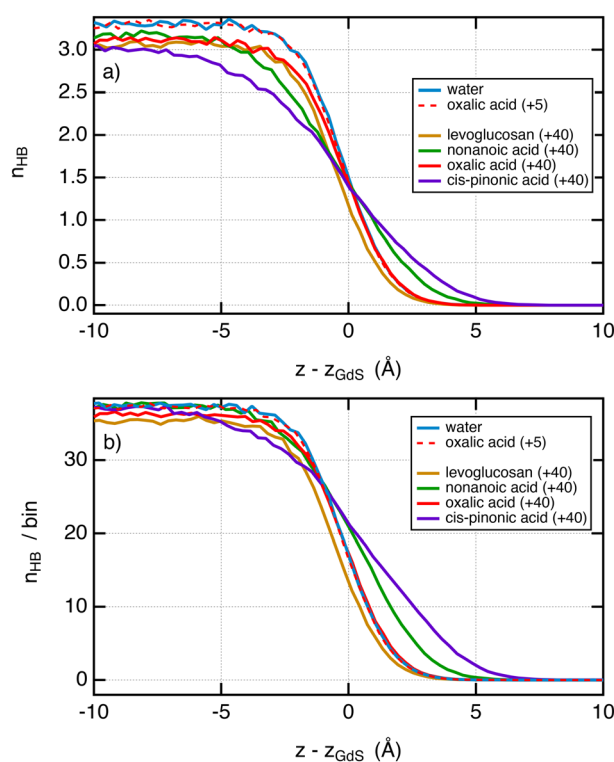 3.0
2.5
2.0
1.5
1.0
0.5
0.0
n_HB
a)
water
oxalic acid (+5)
levoglucosan (+40)
nonanoic acid (+40)
oxalic acid (+40)
cis-pinonic acid (+40)
-10 -5 0 5 10
z - z_GdS (Å)
30
20
10
0
n_HB / bin
b)
water
oxalic acid (+5)
levoglucosan (+40)
nonanoic acid (+40)
oxalic acid (+40)
cis-pinonic acid (+40)
-10 -5 0 5 10
z - z_GdS (Å)